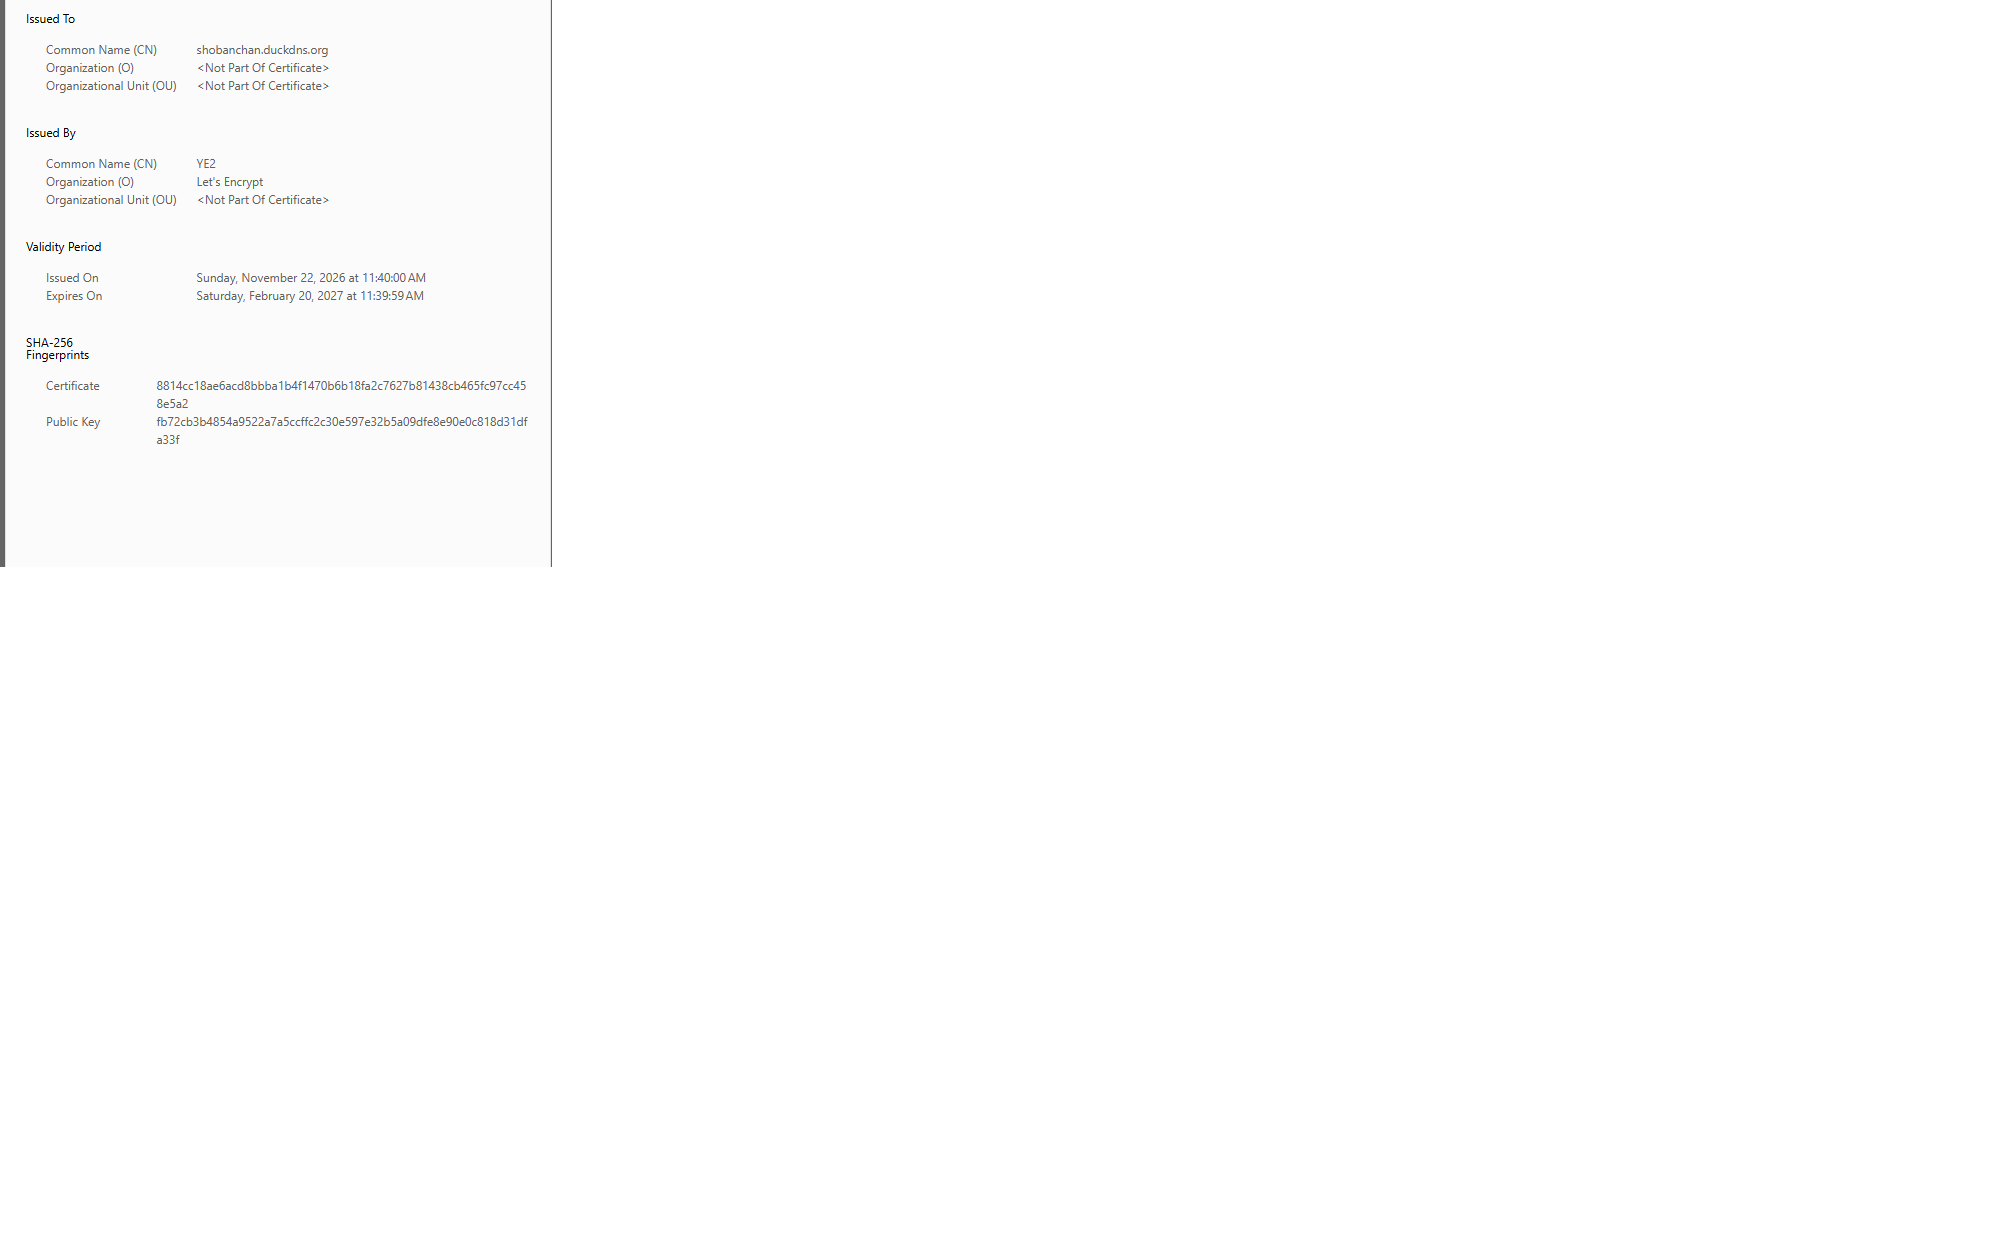 Issued To
Common Name (CN) shobanchan.duckdns.org
Organization (O) <Not Part Of Certificate>
Organizational Unit (OU) <Not Part Of Certificate>
Issued By
Common Name (CN) YE2
Organization (O) Let's Encrypt
Organizational Unit (OU) <Not Part Of Certificate>
Validity Period
Issued On Sunday, November 22, 2026 at 11:40:00 AM
Expires On Saturday, February 20, 2027 at 11:39:59 AM
SHA-256
Fingerprints
Certificate 8814cc18ae6acd8bbba1b4f1470b6b18fa2c7627b81438cb465fc97cc45
8e5a2
Public Key fb72cb3b4854a9522a7a5ccffc2c30e597e32b5a09dfe8e90e0c818d31df
a33f